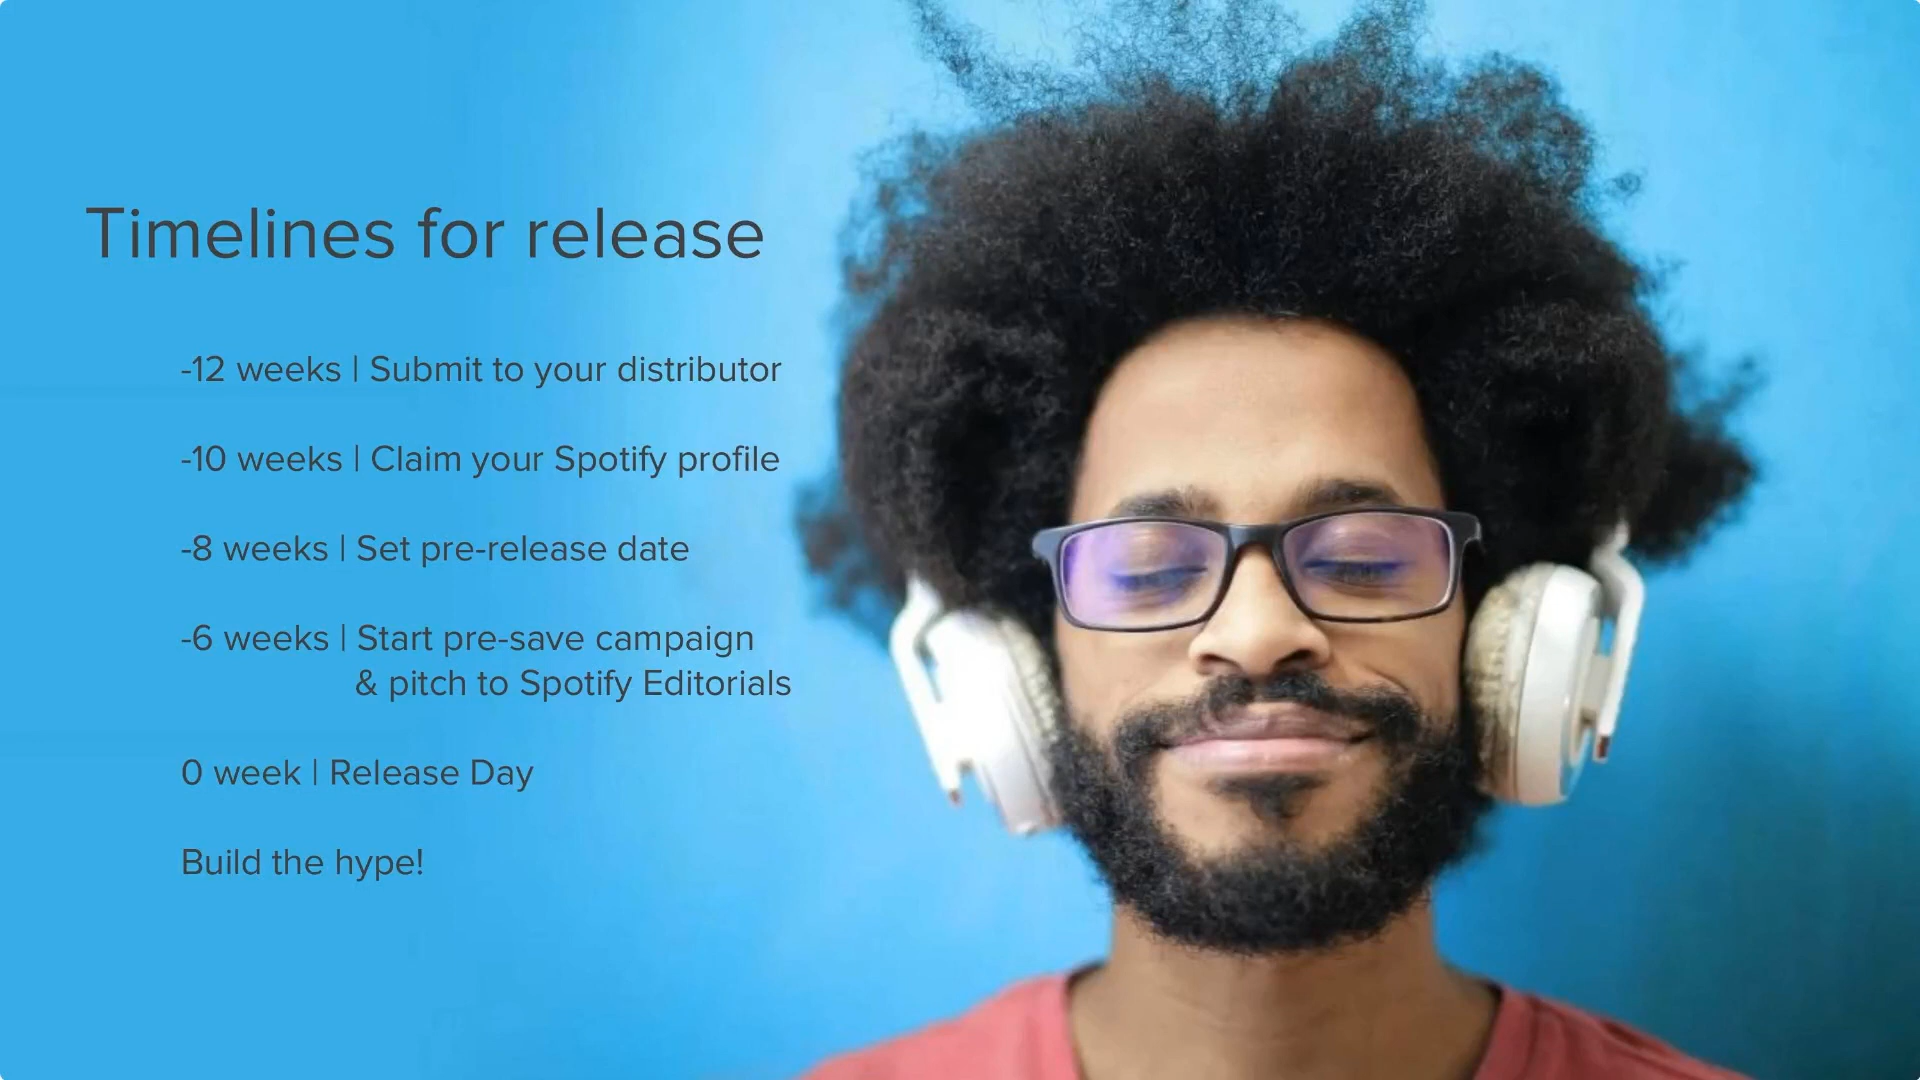 Timelines for release
-12 weeks | Submit to your distributor
-10 weeks | Claim your Spotify profile
-8 weeks | Set pre-release date
-6 weeks | Start pre-save campaign
& pitch to Spotify Editorials
0 week | Release Day
Build the hype!